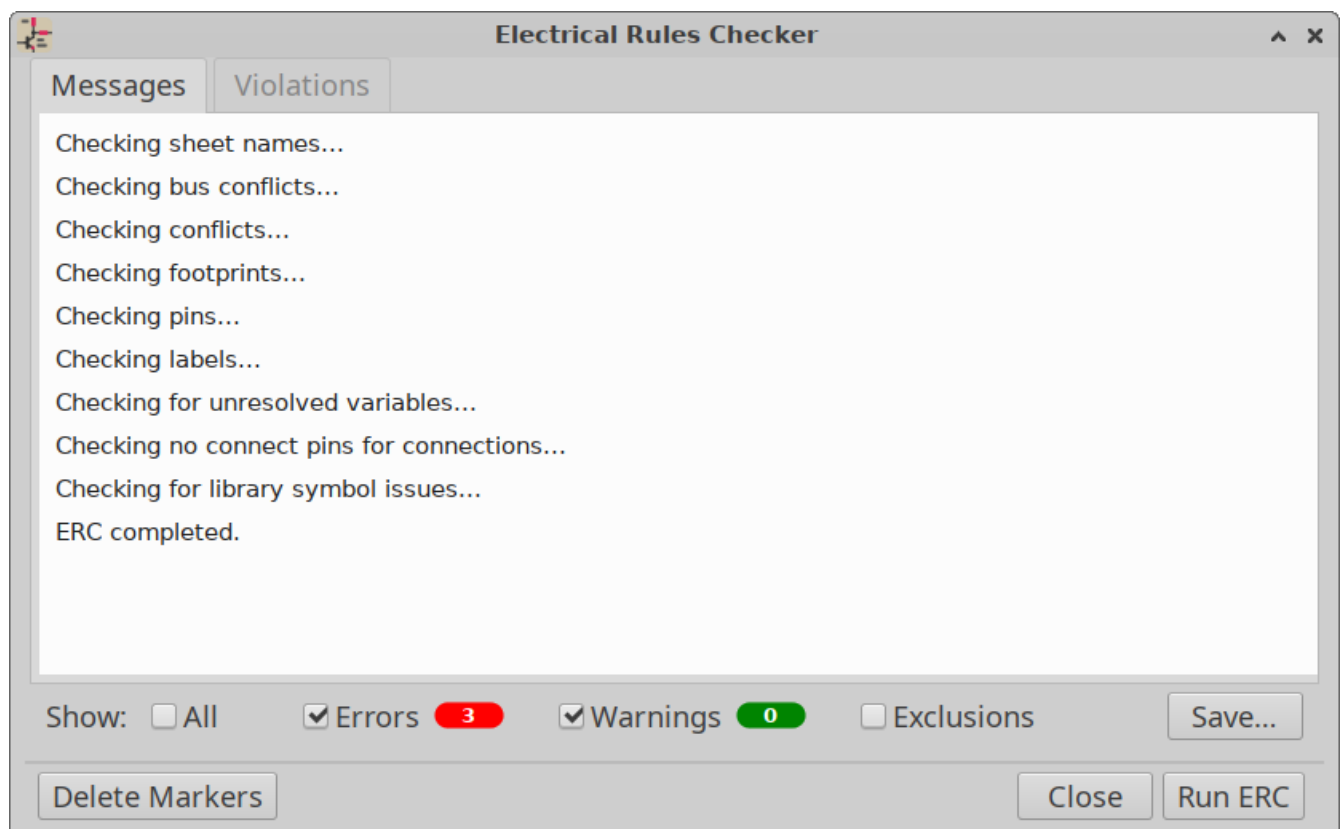 Electrical Rules Checker
Messages Violations
Checking sheet names...
Checking bus conflicts...
Checking conflicts...
Checking footprints...
Checking pins...
Checking labels...
Checking for unresolved variables...
Checking no connect pins for connections...
Checking for library symbol issues...
ERC completed.
Show: All Errors 3 Warnings 0 Exclusions Save...
Delete Markers Close Run ERC